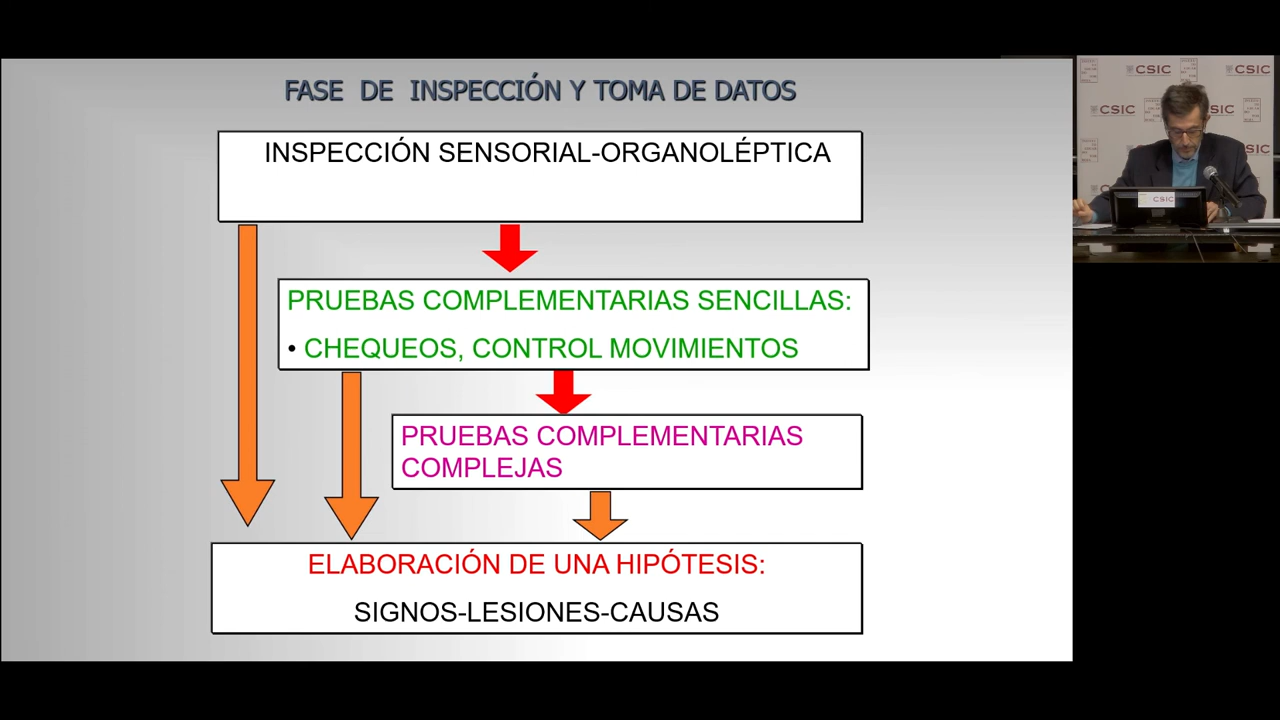 FASE DE INSPECCIÓN Y TOMA DE DATOS
INSPECCIÓN SENSORIAL-ORGANOLÉPTICA
PRUEBAS COMPLEMENTARIAS SENCILLAS:
• CHEQUEOS, CONTROL MOVIMIENTOS
PRUEBAS COMPLEMENTARIAS
COMPLEJAS
ELABORACIÓN DE UNA HIPÓTESIS:
SIGNOS-LESIONES-CAUSAS
CSIC
CSIC
CSIC
CSIC